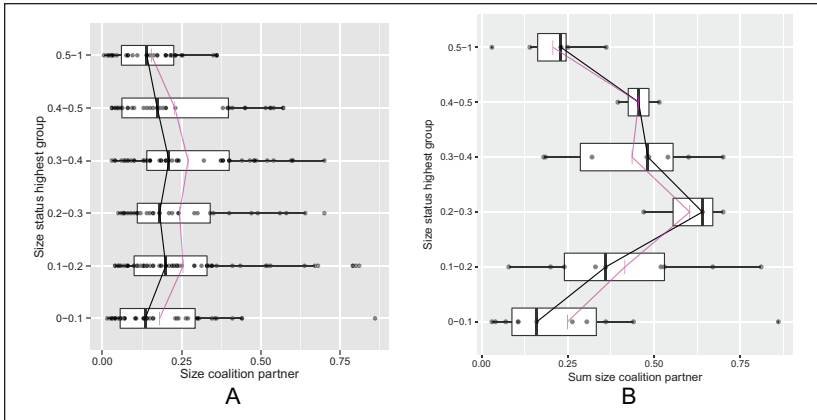 Size status highest group
0.5−1
0.4−0.5
0.3−0.4
0.2−0.3
0.1−0.2
0−0.1
0.00 0.25 0.50 0.75
Size coalition partner
A
Size status highest group
0.5−1
0.4−0.5
0.3−0.4
0.2−0.3
0.1−0.2
0−0.1
0.00 0.25 0.50 0.75
Sum size coalition partner
B